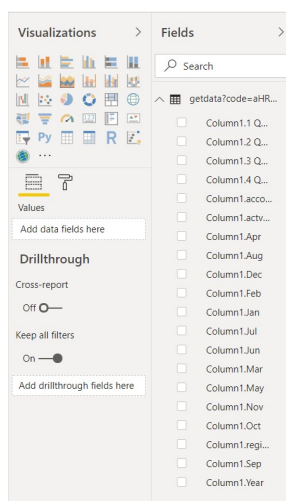 Visualizations
Py
R
...
Values
Add data fields here
Drillthrough
Cross-report
Off
Keep all filters
On
Add drillthrough fields here
Fields
Search
getdata?code=aHR...
Column1.1 Q...
Column1.2 Q...
Column1.3 Q...
Column1.4 Q...
Column1.acco...
Column1.actv...
Column1.Apr
Column1.Aug
Column1.Dec
Column1.Feb
Column1.Jan
Column1.Jul
Column1.Jun
Column1.Mar
Column1.May
Column1.Nov
Column1.Oct
Column1.regi...
Column1.Sep
Column1.Year